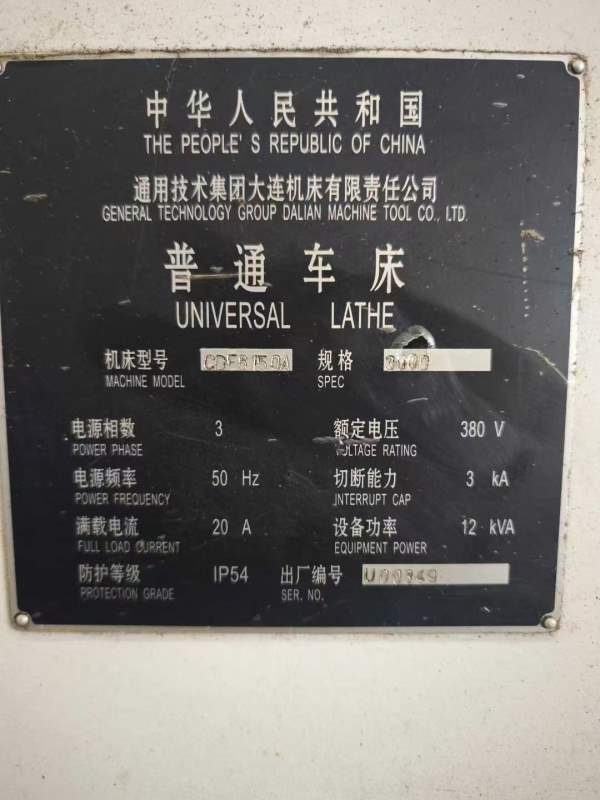 中华人民共和国
THE PEOPLE' S REPUBLIC OF CHINA
通用技术集团大连机床有限责任公司
GENERAL TECHNOLOGY GROUP DALIAN MACHINE TOOL CO., LTD.
普通车床
UNIVERSAL LATHE
机床型号 规格
MACHINE MODEL SPEC
电源相数 3 额定电压 380 V
POWER PHASE VOLTAGE RATING
电源频率 50 Hz 切断能力 3 kA
POWER FREQUENCY INTERRUPT CAP
满载电流 20 A 设备功率 12 kVA
FULL LOAD CURRENT EQUIPMENT POWER
防护等级 IP54 出厂编号 U00349
PROTECTION GRADE SER. NO.